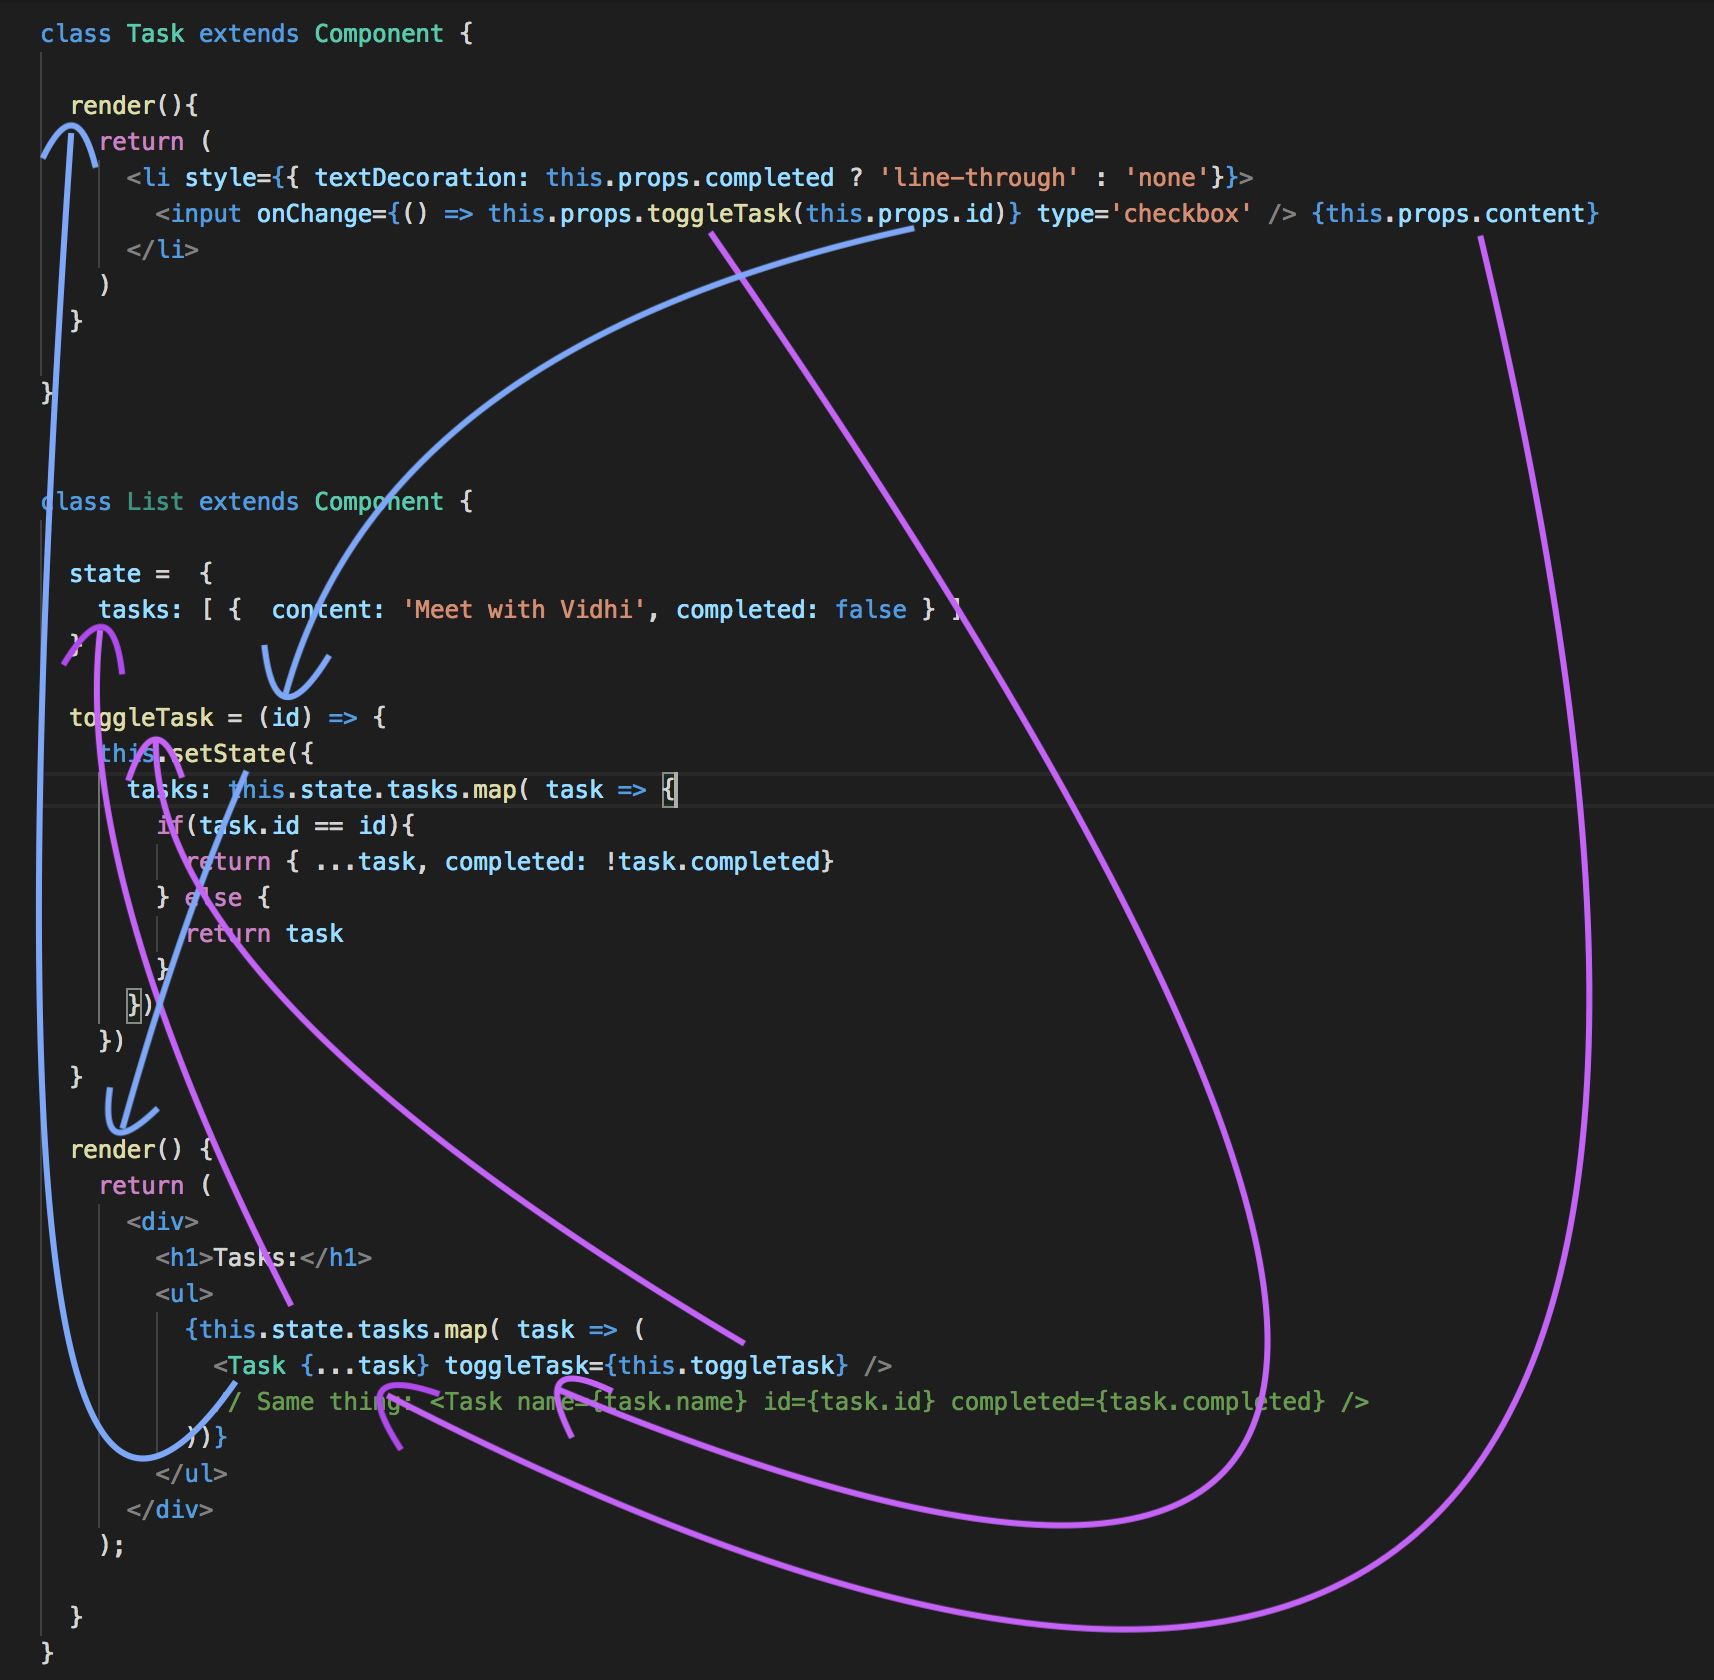 class Task extends Component {
render(){
return (
<li style={{ textDecoration: this.props.completed ? 'line-through' : 'none'}}>
<input onChange={() => this.props.toggleTask(this.props.id)} type='checkbox' /> {this.props.content}
</li>
)
}
}
class List extends Component {
state =  {
tasks: [ {  content: 'Meet with Vidhi', completed: false } ]
}
toggleTask = (id) => {
this.setState({
tasks: this.state.tasks.map( task => {
if(task.id == id){
return { ...task, completed: !task.completed}
} else {
return task
}
})
})
}
render() {
return (
<div>
<h1>Tasks:</h1>
<ul>
{this.state.tasks.map( task => (
<Task {...task} toggleTask={this.toggleTask} />
// Same thing: <Task name={task.name} id={task.id} completed={task.completed} />
))}
</ul>
</div>
);
}
}